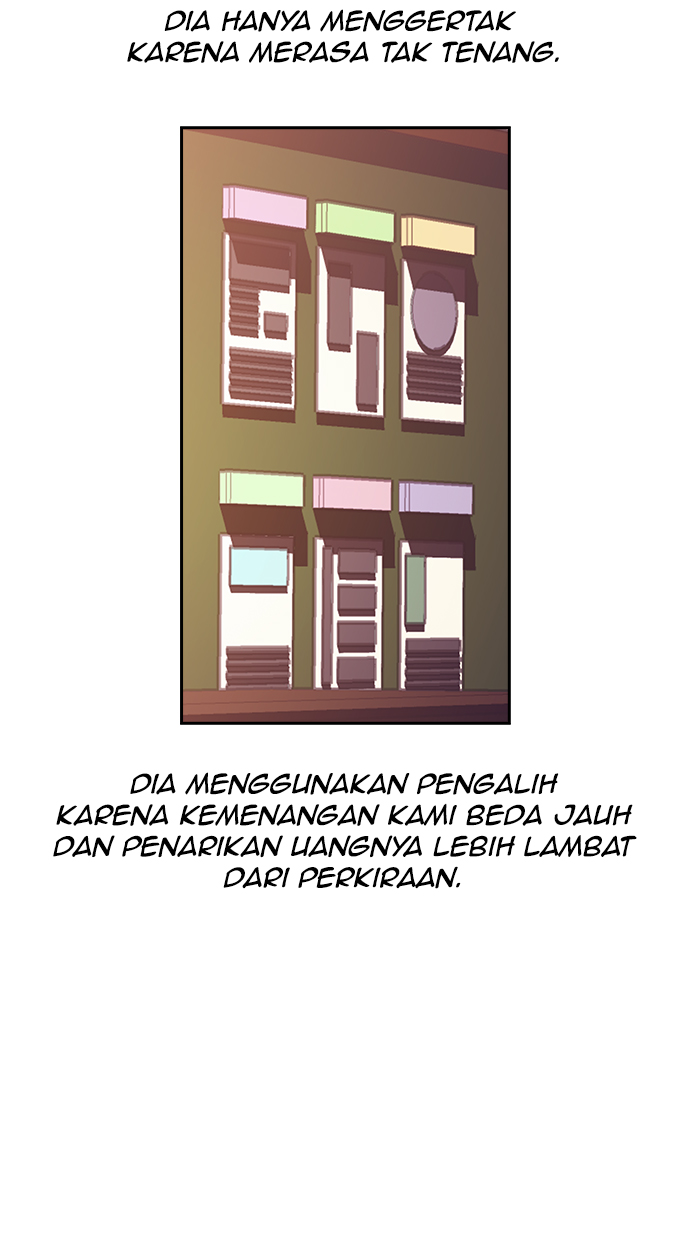 DIA HANYA MENGGERTAK
KARENA MERASA TAK TENANG.
DIA MENGGUNAKAN PENGALIH
KARENA KEMENANGAN KAMI BEDA JAUH
DAN PENARIKAN UANGNYA LEBIH LAMBAT
DARI PERKIRAAN.